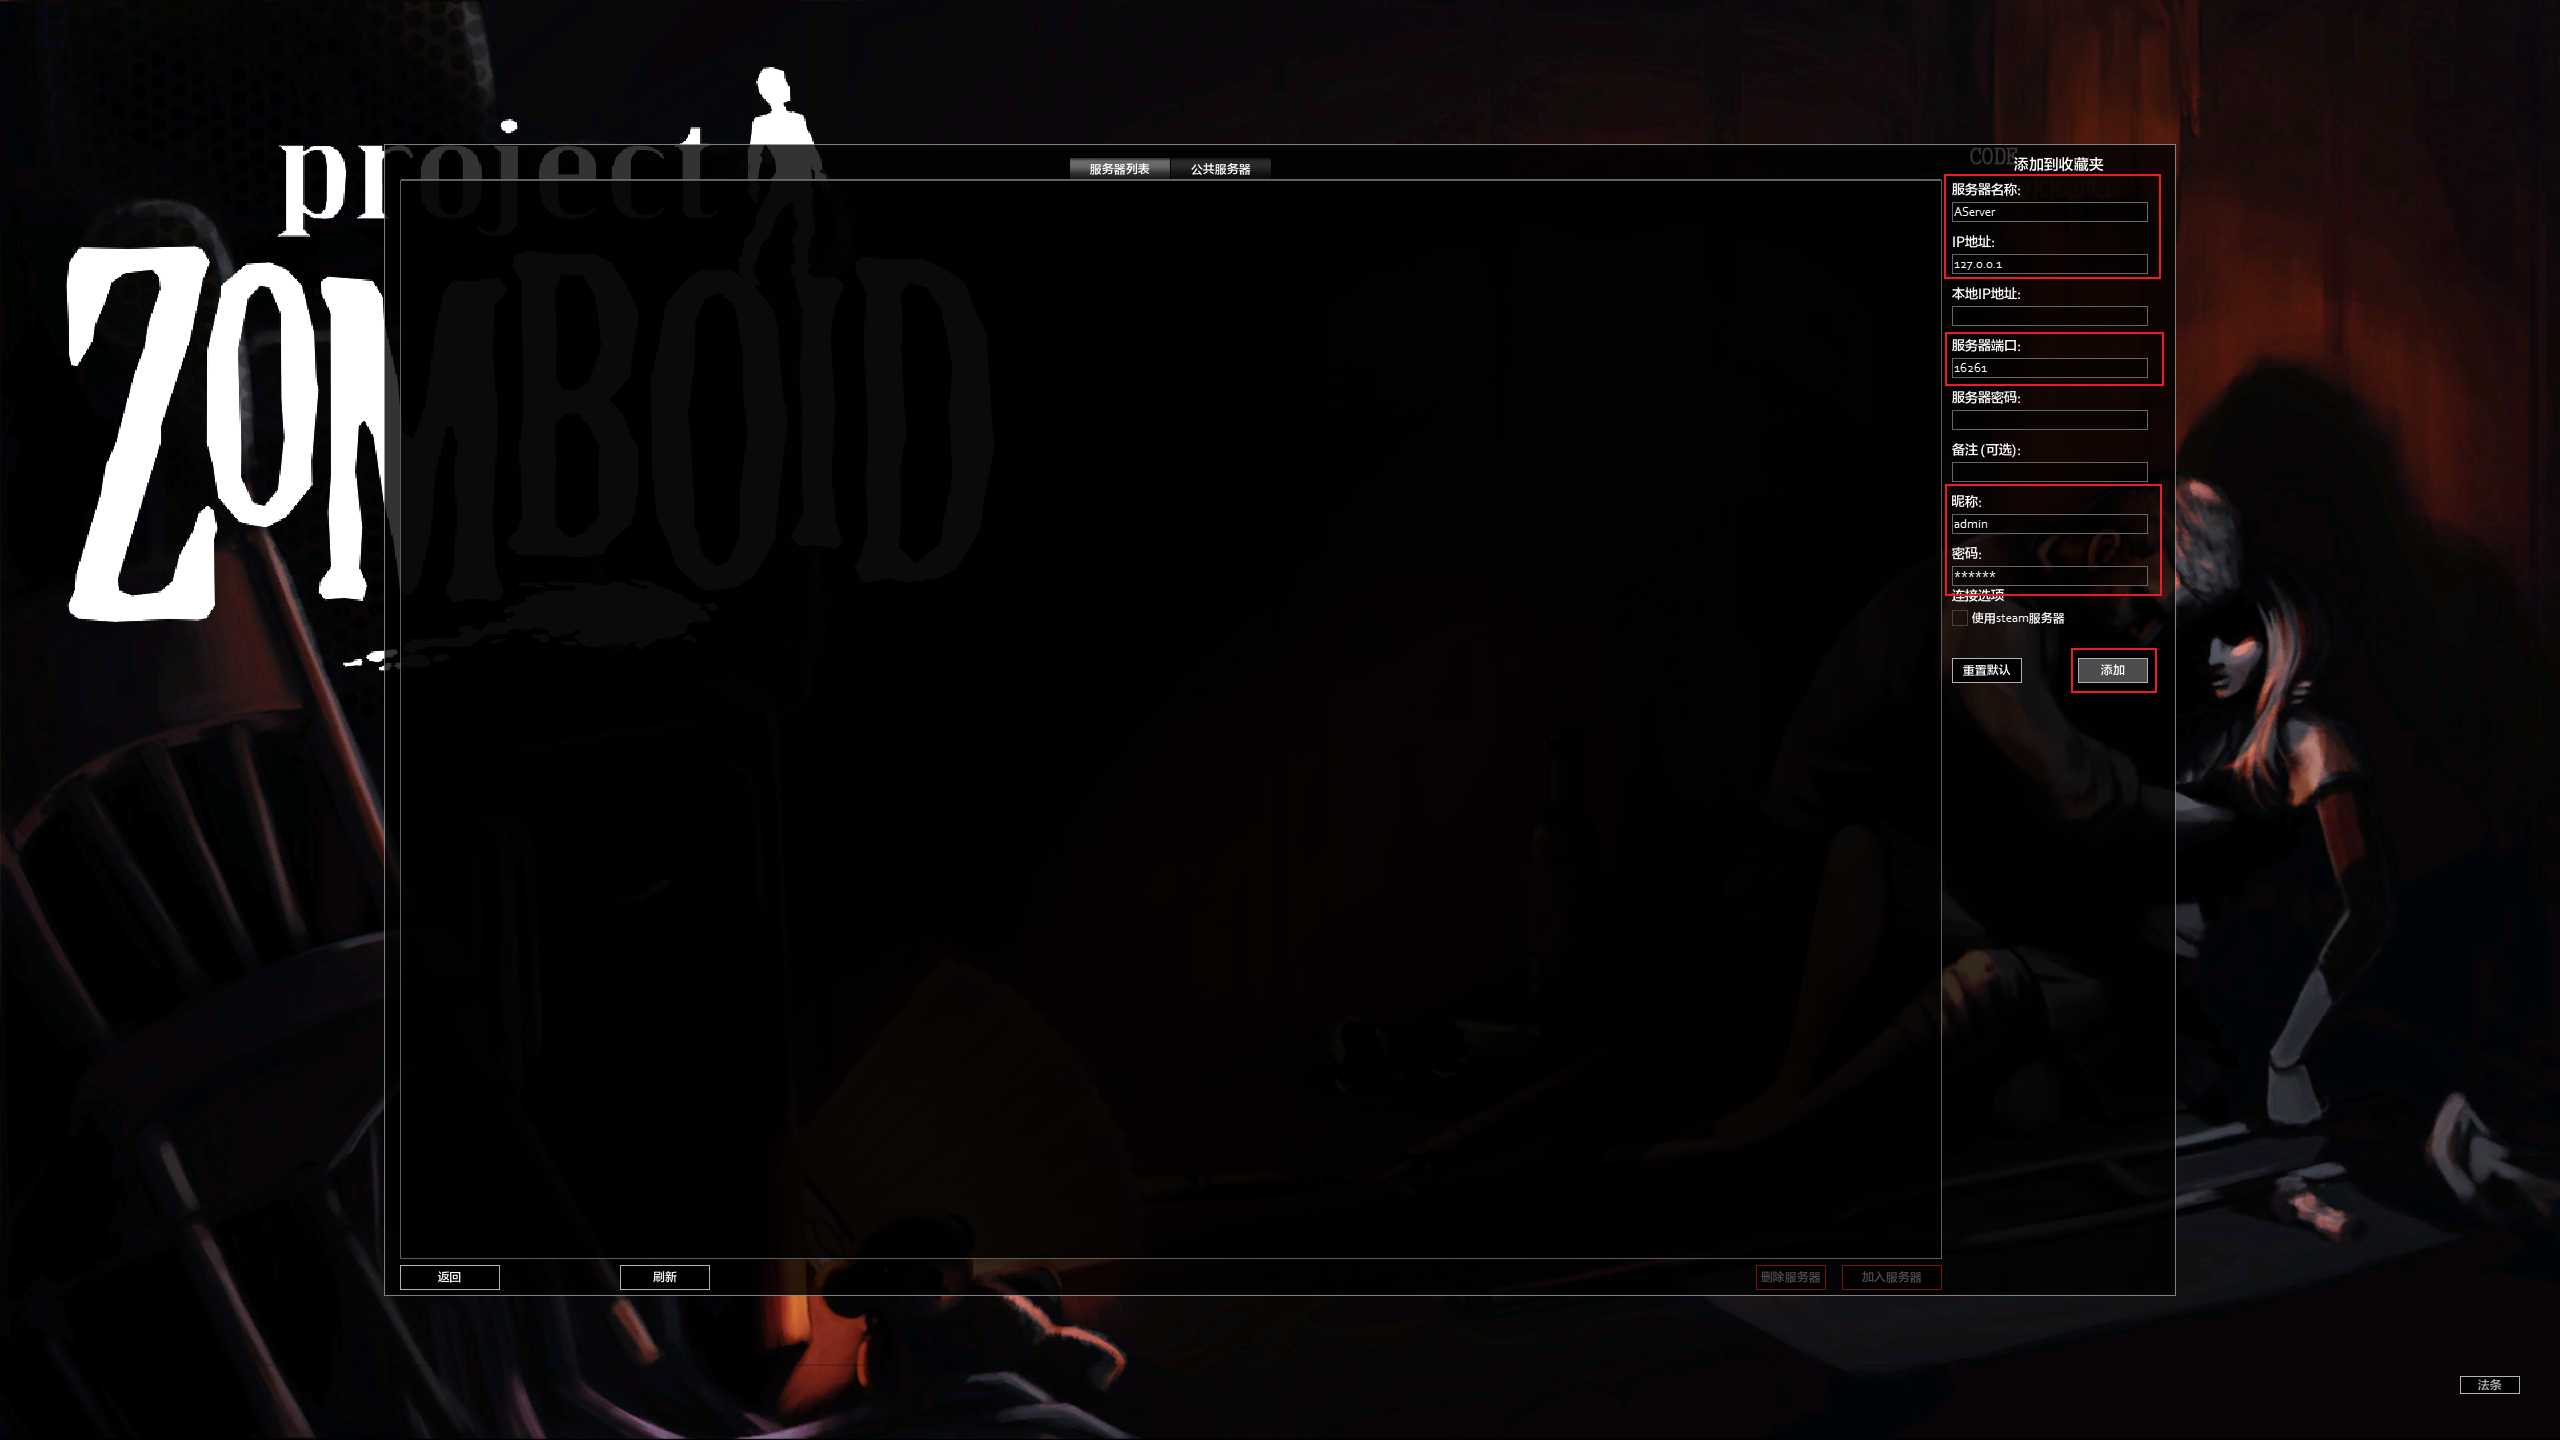 project
ZOMBOID
服务器列表
公共服务器
CODE
添加到收藏夹
服务器名称:
AServer
IP地址:
127.0.0.1
本地IP地址:
服务器端口:
16261
服务器密码:
备注 (可选):
昵称:
admin
密码:
******
连接选项
使用steam服务器
重置默认
添加
返回
刷新
删除服务器
加入服务器
法条